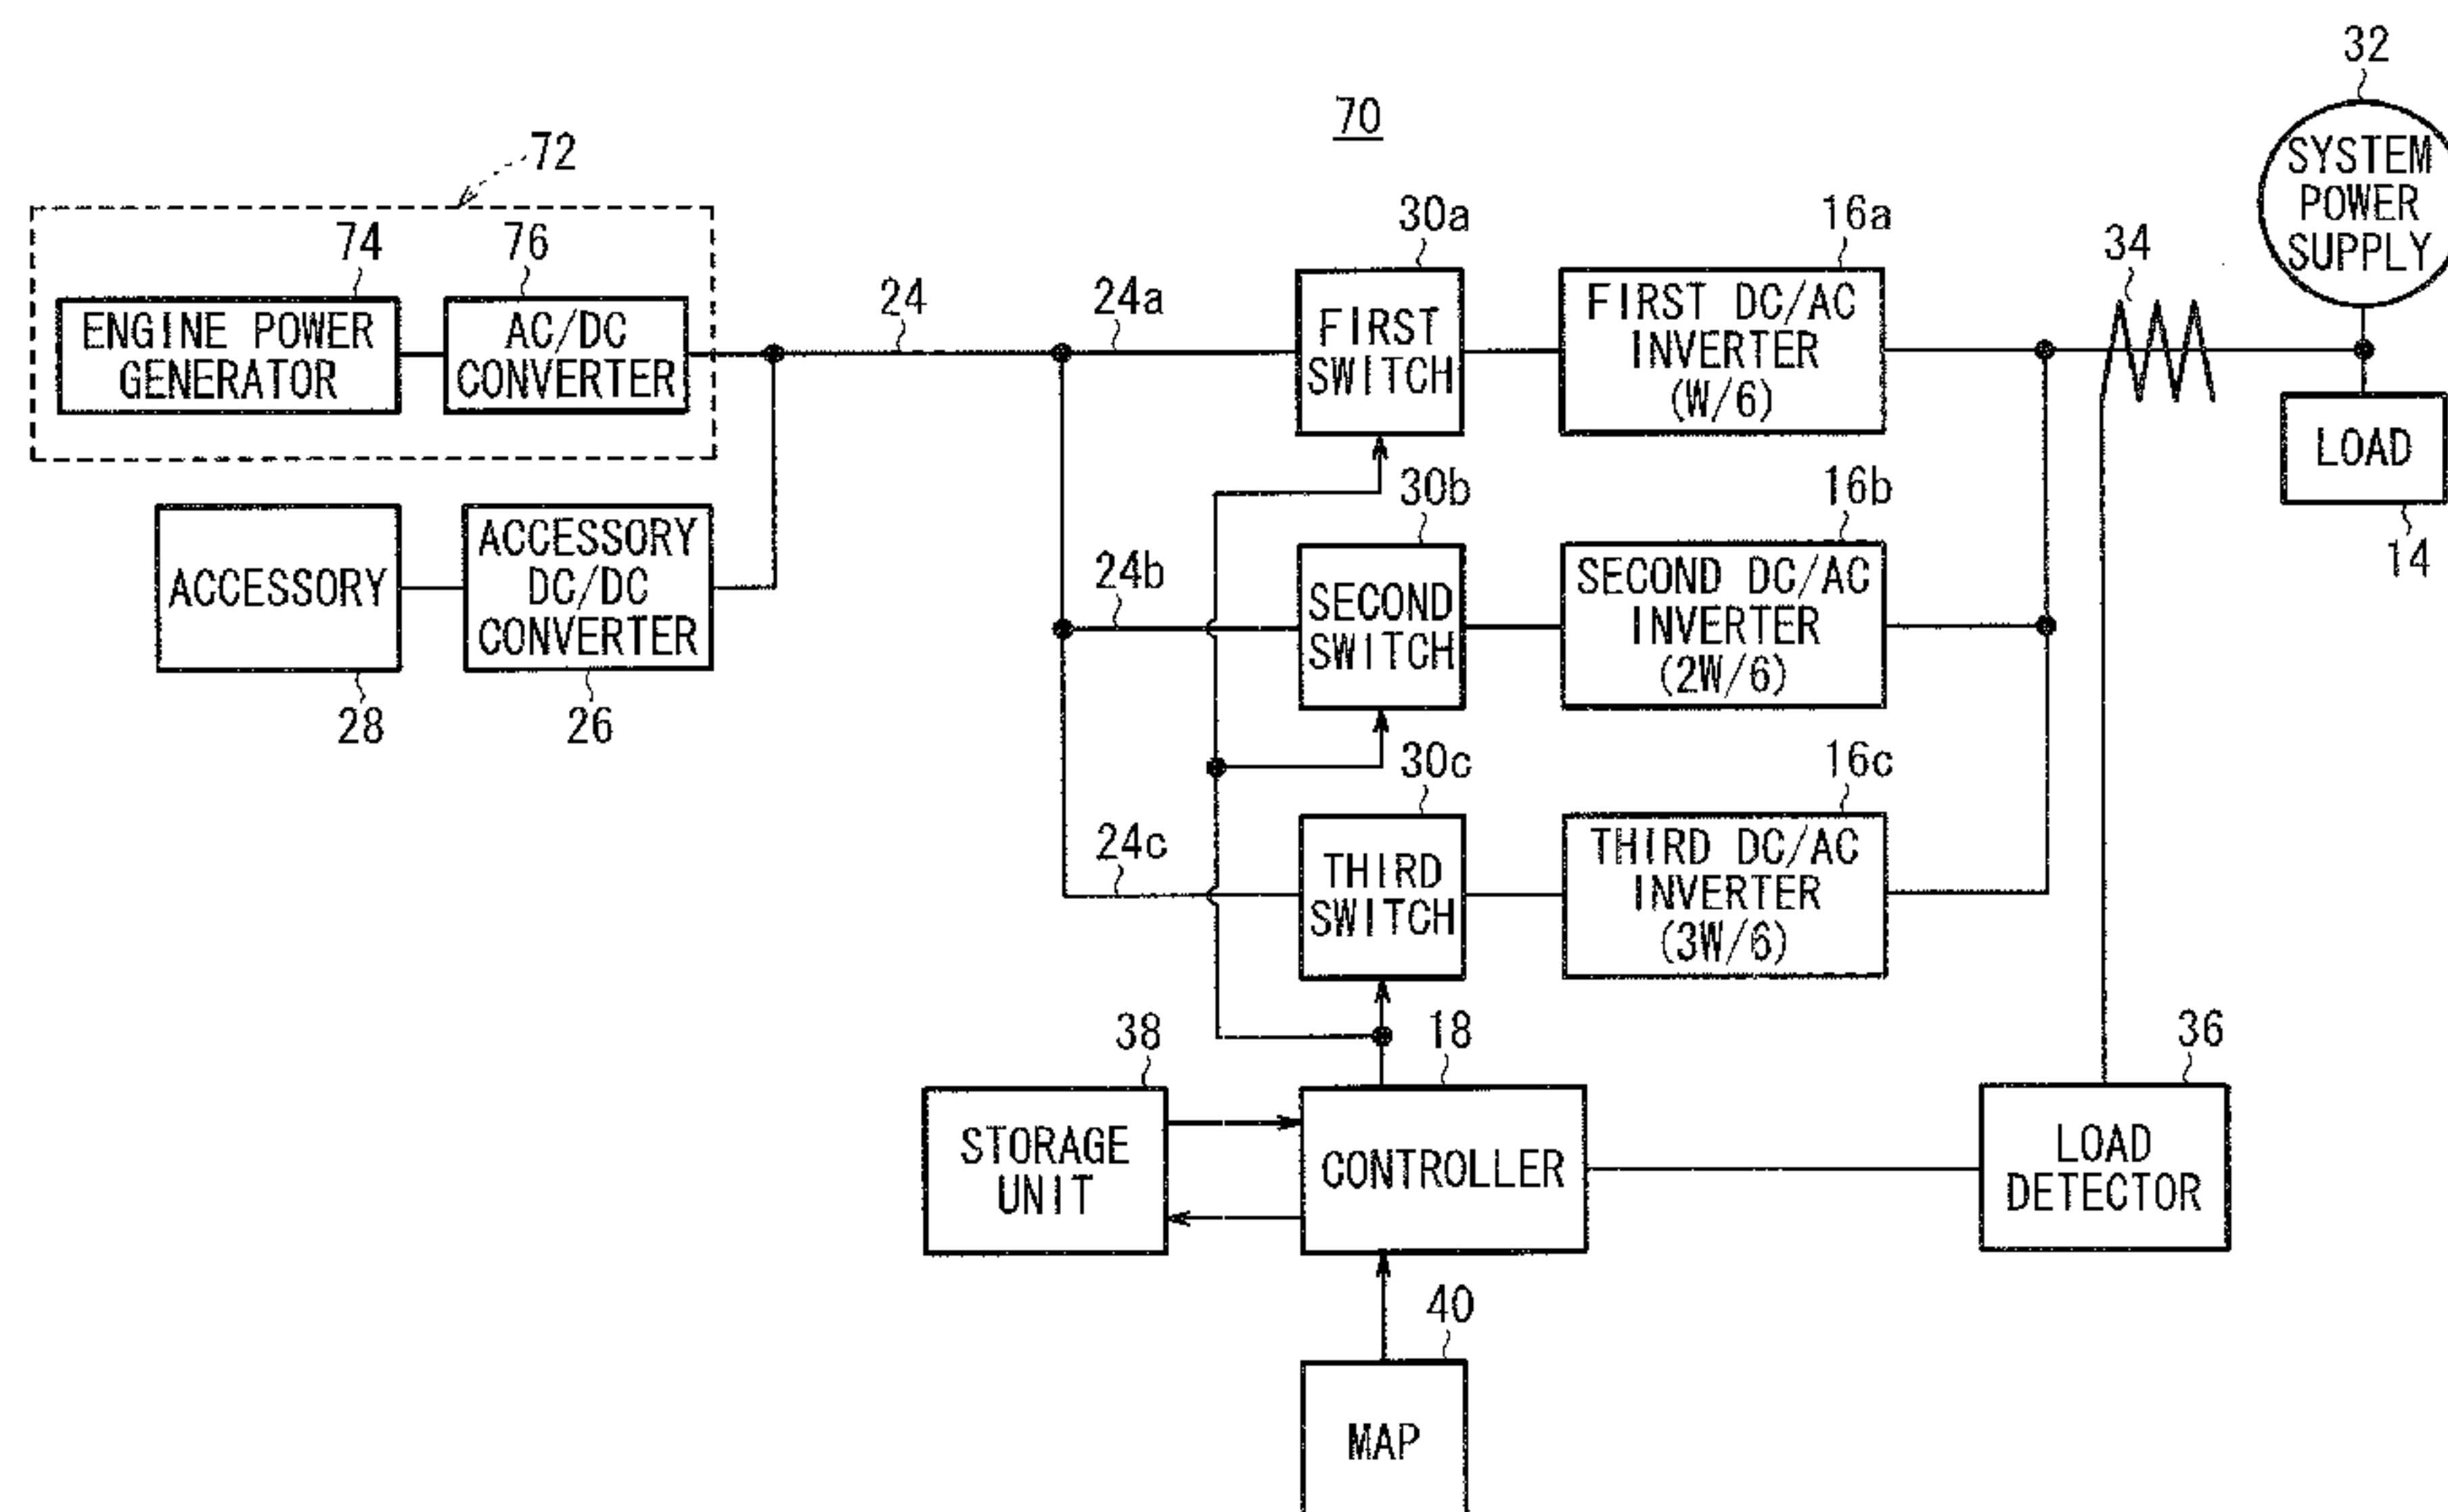 32
70
72
SYSTEM
POWER
SUPPLY
30a
16a
34
74
76
24
24a
ENGINE POWER
GENERATOR
AC/DC
CONVERTER
FIRST
SWITCH
FIRST DC/AC
INVERTER
(W/6)
LOAD
14
30b
16b
ACCESSORY
ACCESSORY
DC/DC
CONVERTER
28
26
24b
SECOND
SWITCH
SECOND DC/AC
INVERTER
(2W/6)
30c
16c
24c
THIRD
SWITCH
THIRD DC/AC
INVERTER
(3W/6)
38
18
36
STORAGE
UNIT
CONTROLLER
LOAD
DETECTOR
40
MAP